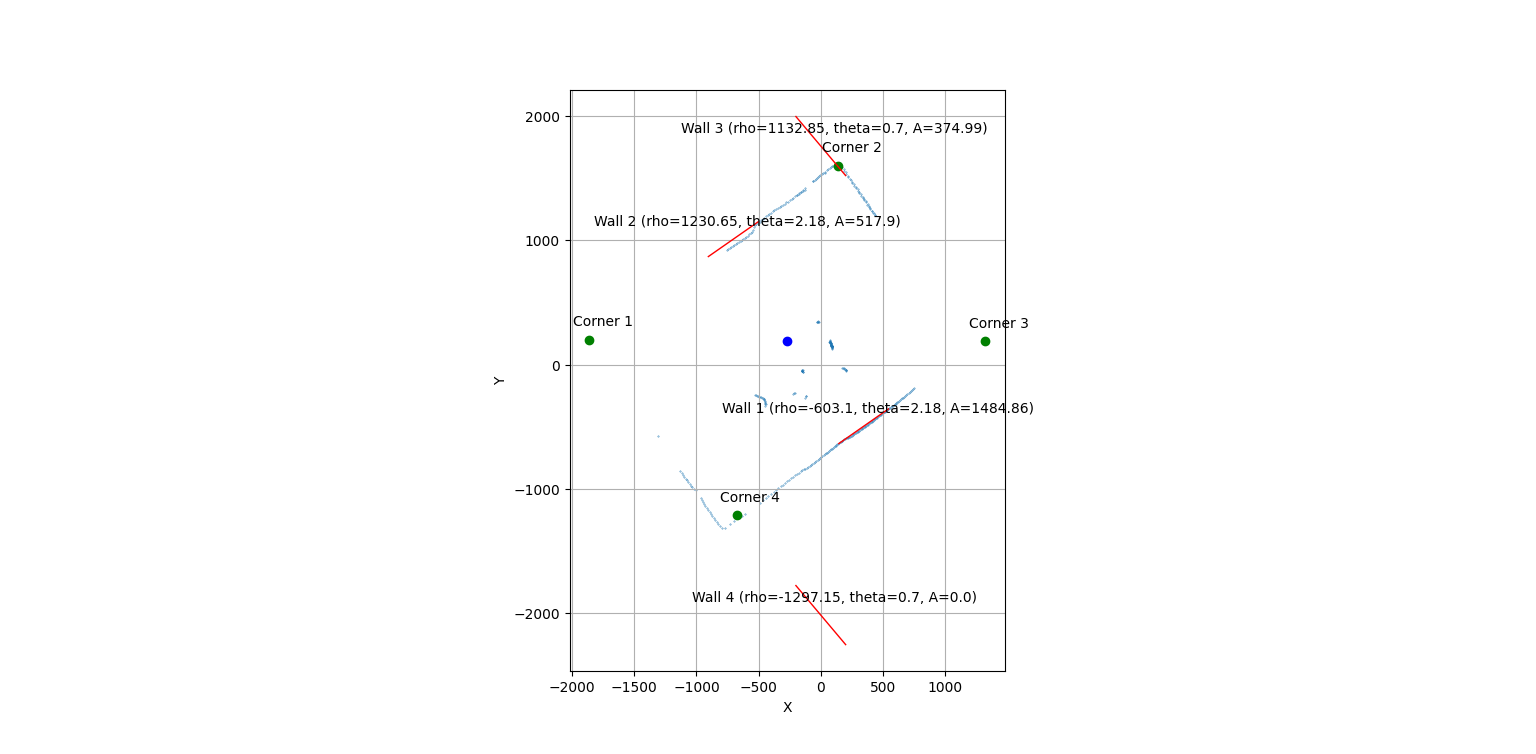 2000
Wall 3 (rho=1132.85, theta=0.7, A=374.99)
Corner 2
Wall 2 (rho=1230.65, theta=2.18, A=517.9)
1000
Corner 1
Corner 3
0
Y
Wall 1 (rho=-603.1, theta=2.18, A=1484.86)
−1000
Corner 4
Wall 4 (rho=-1297.15, theta=0.7, A=0.0)
−2000
−2000 −1500 −1000 −500 0 500 1000
X